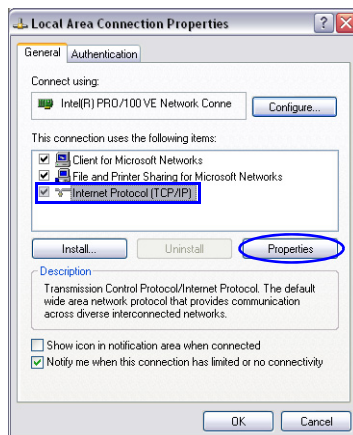 Local Area Connection Properties
General Authentication
Connect using:
Intel(R) PRO/100 VE Network Conne Configure...
This connection uses the following items:
Client for Microsoft Networks
File and Printer Sharing for Microsoft Networks
Internet Protocol (TCP/IP)
Install... Uninstall Properties
Description
Transmission Control Protocol/Internet Protocol. The default
wide area network protocol that provides communication
across diverse interconnected networks.
Show icon in notification area when connected
Notify me when this connection has limited or no connectivity
OK Cancel